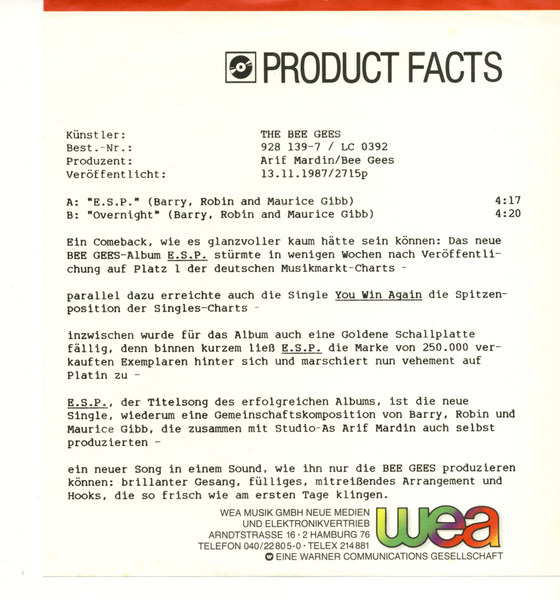 PRODUCT FACTS
Künstler: THE BEE GEES
Best.-Nr.: 928 139-7 / LC 0392
Produzent: Arif Mardin/Bee Gees
Veröffentlicht: 13.11.1987/2715p
A: "E.S.P." (Barry, Robin and Maurice Gibb) 4:17
B: "Overnight" (Barry, Robin and Maurice Gibb) 4:20
Ein Comeback, wie es glanzvoller kaum hätte sein können: Das neue
BEE GEES-Album E.S.P. stürmte in wenigen Wochen nach Veröffentli-
chung auf Platz 1 der deutschen Musikmarkt-Charts -
parallel dazu erreichte auch die Single You Win Again die Spitzen-
position der Singles-Charts -
inzwischen wurde für das Album auch eine Goldene Schallplatte
fällig, denn binnen kurzem ließ E.S.P. die Marke von 250.000 ver-
kauften Exemplaren hinter sich und marschiert nun vehement auf
Platin zu -
E.S.P., der Titelsong des erfolgreichen Albums, ist die neue
Single, wiederum eine Gemeinschaftskomposition von Barry, Robin und
Maurice Gibb, die zusammen mit Studio-As Arif Mardin auch selbst
produzierten -
ein neuer Song in einem Sound, wie ihn nur die BEE GEES produzieren
können: brillanter Gesang, fülliges, mitreißendes Arrangement und
Hooks, die so frisch wie am ersten Tage klingen.
WEA MUSIK GMBH NEUE MEDIEN
UND ELEKTRONIKVERTRIEB
ARNDTSTRASSE 16 · 2 HAMBURG 76
TELEFON 040/22805-0 · TELEX 214881
EINE WARNER COMMUNICATIONS GESELLSCHAFT
wea